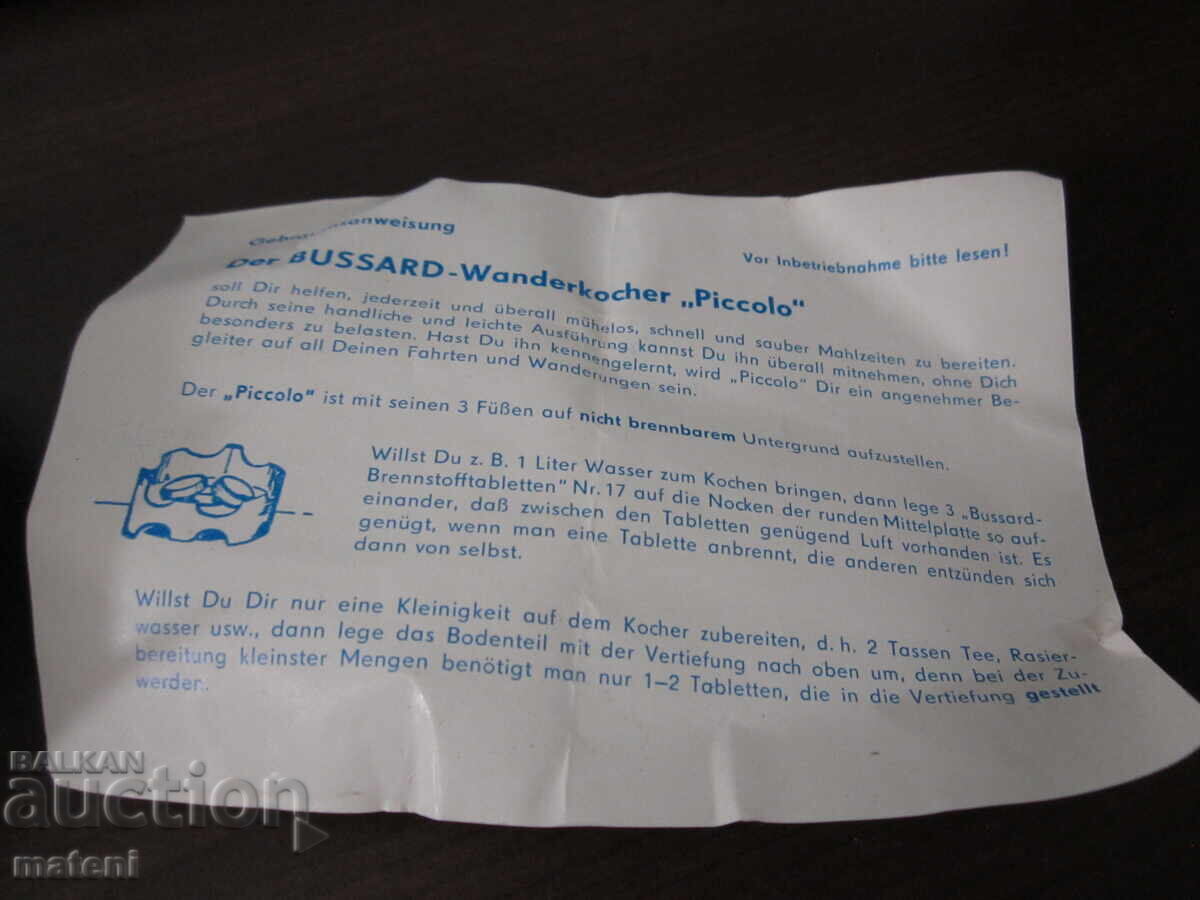 Gebrauchsanweisung
Vor Inbetriebnahme bitte lesen!
Der BUSSARD-Wanderkocher „Piccolo"
soll Dir helfen, jederzeit und überall mühelos, schnell und sauber Mahlzeiten zu bereiten.
Durch seine handliche und leichte Ausführung kannst Du ihn überall mitnehmen, ohne Dich
besonders zu belasten. Hast Du ihn kennengelernt, wird „Piccolo" Dir ein angenehmer Be-
gleiter auf all Deinen Fahrten und Wanderungen sein.
Der „Piccolo" ist mit seinen 3 Füßen auf nicht brennbarem Untergrund aufzustellen.
Willst Du z. B. 1 Liter Wasser zum Kochen bringen, dann lege 3 „Bussard-
Brennstofftabletten" Nr. 17 auf die Nocken der runden Mittelplatte so auf-
einander, daß zwischen den Tabletten genügend Luft vorhanden ist. Es
genügt, wenn man eine Tablette anbrennt, die anderen entzünden sich
dann von selbst.
Willst Du Dir nur eine Kleinigkeit auf dem Kocher zubereiten, d. h. 2 Tassen Tee, Rasier-
wasser usw., dann lege das Bodenteil mit der Vertiefung nach oben um, denn bei der Zu-
bereitung kleinster Mengen benötigt man nur 1–2 Tabletten, die in die Vertiefung gestellt
werden.
BALKAN
auction
mateni